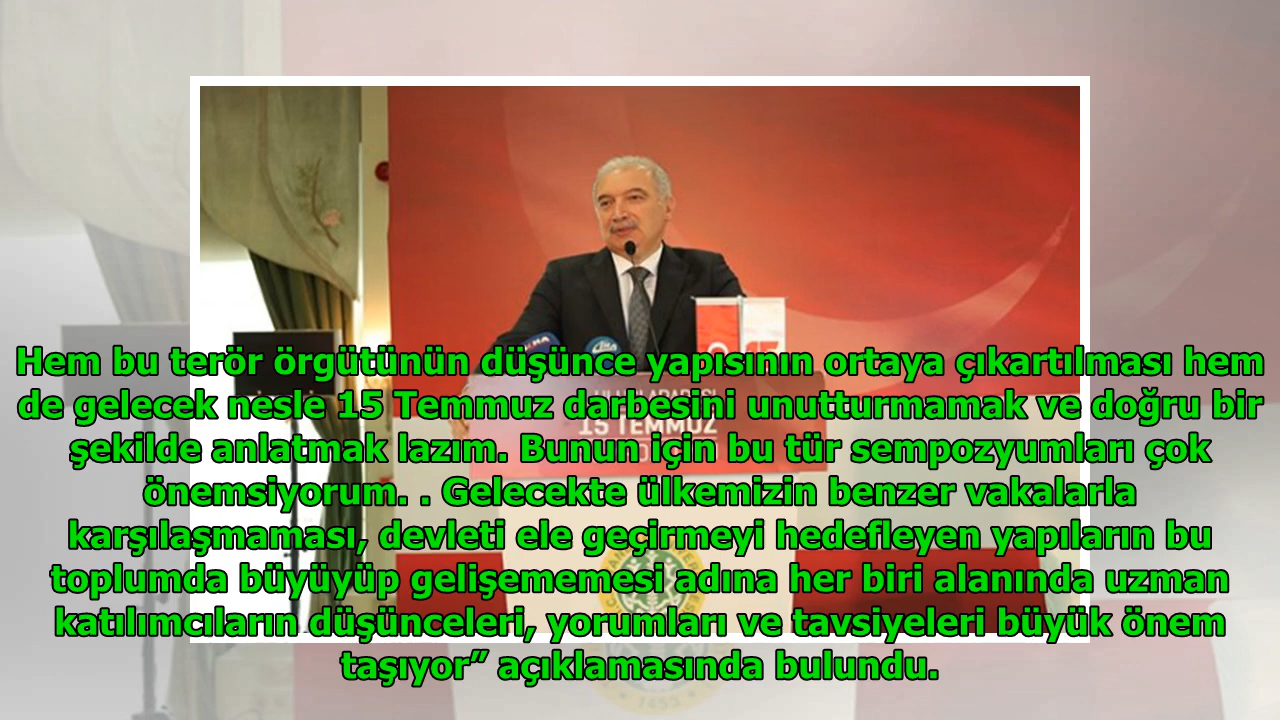 Hem bu terör örgütünün düşünce yapısının ortaya çıkartılması hem
de gelecek nesle 15 Temmuz darbesini unutturmamak ve doğru bir
şekilde anlatmak lazım. Bunun için bu tür sempozyumları çok
önemsiyorum. . Gelecekte ülkemizin benzer vakalarla
karşılaşmaması, devleti ele geçirmeyi hedefleyen yapıların bu
toplumda büyüyüp gelişememesi adına her biri alanında uzman
katılımcıların düşünceleri, yorumları ve tavsiyeleri büyük önem
taşıyor” açıklamasında bulundu.
15 TEMMUZ
1453